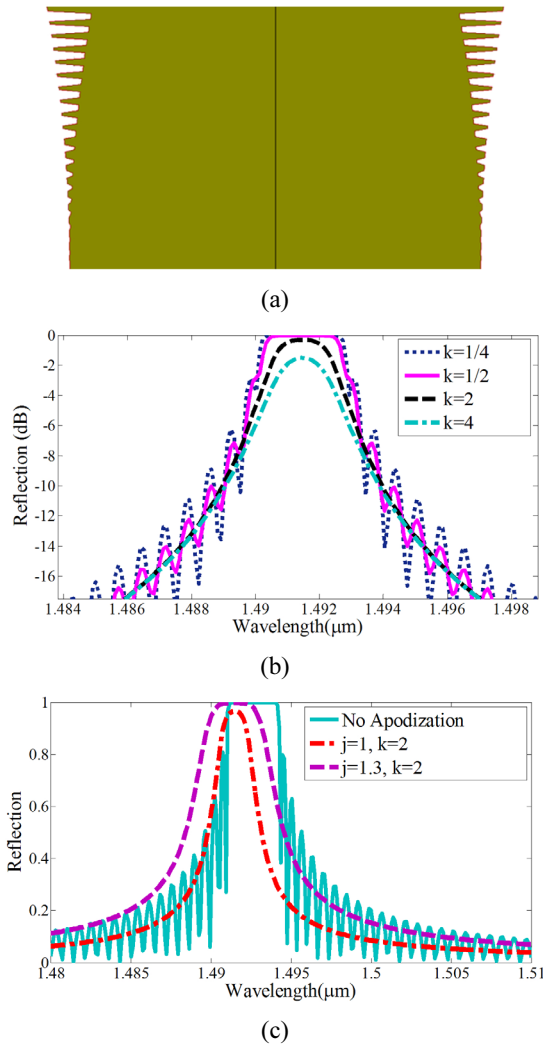 (a)
Reflection (dB)
0
-2
-4
-6
-8
-10
-12
-14
-16
k=1/4
k=1/2
k=2
k=4
1.484 1.486 1.488 1.49 1.492 1.494 1.496 1.498
Wavelength(μm)
(b)
Reflection
1
0.8
0.6
0.4
0.2
0
No Apodization
j=1, k=2
j=1.3, k=2
1.48 1.485 1.49 1.495 1.5 1.505 1.51
Wavelength(μm)
(c)